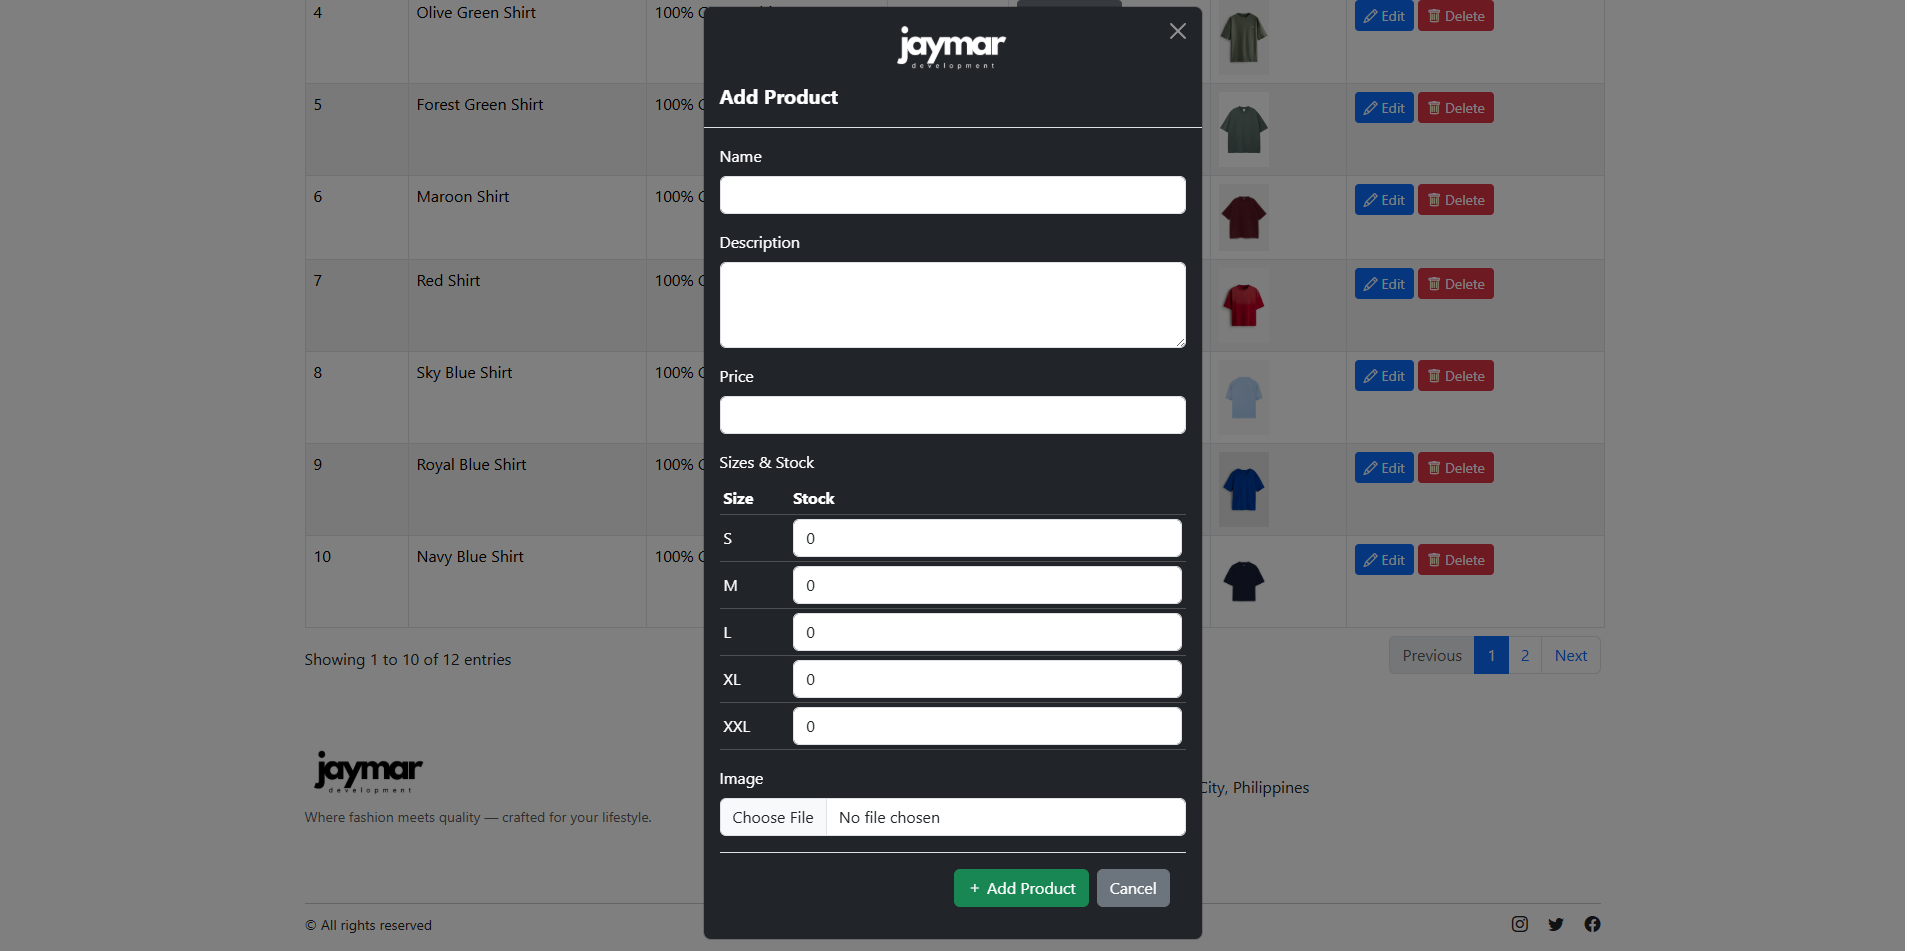 4 Olive Green Shirt 100% Edit Delete
5 Forest Green Shirt 100% C Edit Delete
6 Maroon Shirt 100% C Edit Delete
7 Red Shirt 100% C Edit Delete
8 Sky Blue Shirt 100% C Edit Delete
9 Royal Blue Shirt 100% C Edit Delete
10 Navy Blue Shirt 100% C Edit Delete
Showing 1 to 10 of 12 entries
Previous 1 2 Next
jaymar
development
Where fashion meets quality — crafted for your lifestyle.
City, Philippines
© All rights reserved
jaymar
development
Add Product
Name
Description
Price
Sizes & Stock
Size Stock
S 0
M 0
L 0
XL 0
XXL 0
Image
Choose File No file chosen
+ Add Product Cancel